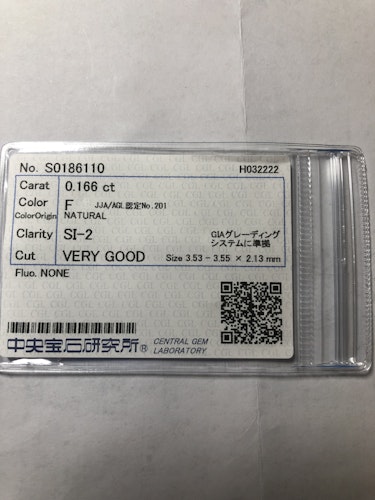 No. S0186110 H032222
Carat 0.166 ct
Color F JJA/AGL認定No.201
ColorOrigin NATURAL
Clarity SI-2 GIAグレーディング
システムに準拠
Cut VERY GOOD Size 3.53 - 3.55 × 2.13 mm
Fluo. NONE
中央宝石研究所® CENTRAL GEM
LABORATORY